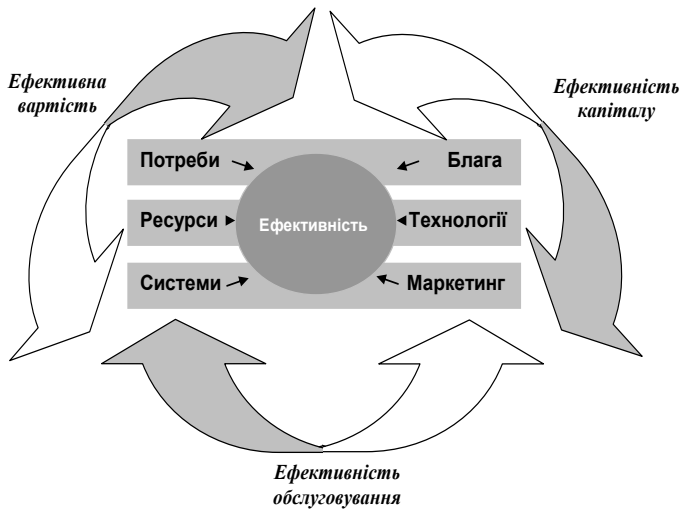 Ефективна
вартість
Ефективність
капіталу
Потреби
Блага
Ресурси
Ефективність
Технології
Системи
Маркетинг
Ефективність
обслуговування